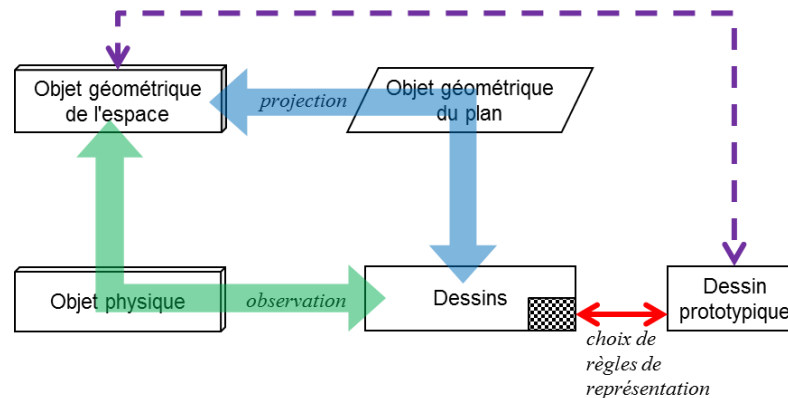 Objet géométrique
de l'espace
projection
Objet géométrique
du plan
Objet physique
observation
Dessins
Dessin
prototypique
choix de
règles de
représentation